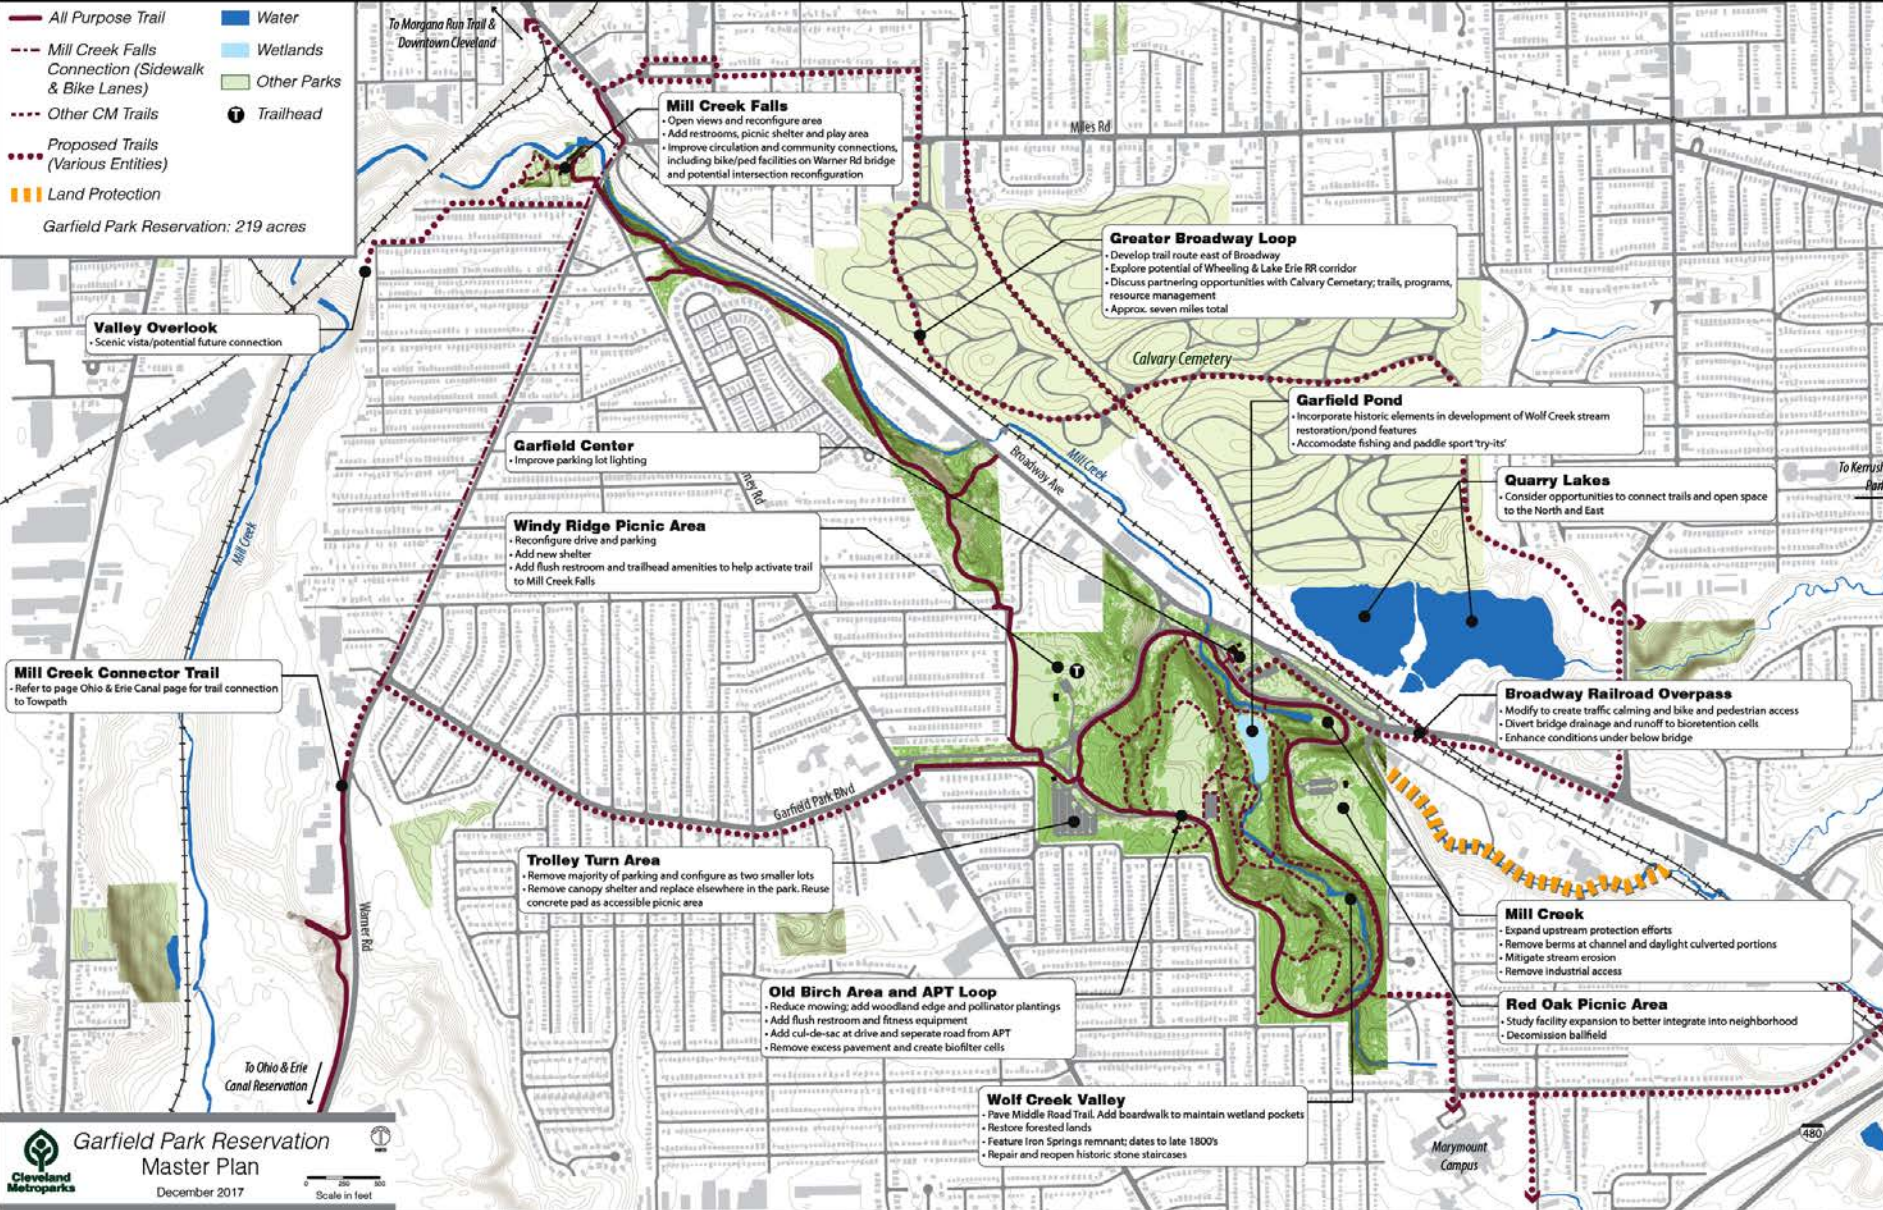 All Purpose Trail
Mill Creek Falls
Connection (Sidewalk
& Bike Lanes)
Other CM Trails
Proposed Trails
(Various Entities)
Land Protection
Water
Wetlands
Other Parks
T Trailhead
Garfield Park Reservation: 219 acres
To Morgana Run Trail &
Downtown Cleveland
Mill Creek Falls
• Open views and reconfigure area
• Add restrooms, picnic shelter and play area
• Improve circulation and community connections,
including bike/ped facilities on Warner Rd bridge
and potential intersection reconfiguration
Miles Rd
Greater Broadway Loop
• Develop trail route east of Broadway
• Explore potential of Wheeling & Lake Erie RR corridor
• Discuss partnering opportunities with Calvary Cemetery; trails, programs,
resource management
• Approx. seven miles total
Valley Overlook
• Scenic vista/potential future connection
Calvary Cemetery
Garfield Pond
• Incorporate historic elements in development of Wolf Creek stream
restoration/pond features
• Accomodate fishing and paddle sport 'try-its'
Garfield Center
• Improve parking lot lighting
Broadway Ave
Mill Creek
Quarry Lakes
• Consider opportunities to connect trails and open space
to the North and East
To Kerrush
Park
ney Rd
Windy Ridge Picnic Area
• Reconfigure drive and parking
• Add new shelter
• Add flush restroom and trailhead amenities to help activate trail
to Mill Creek Falls
Mill Creek
T
Mill Creek Connector Trail
• Refer to page Ohio & Erie Canal page for trail connection
to Towpath
Broadway Railroad Overpass
• Modify to create traffic calming and bike and pedestrian access
• Divert bridge drainage and runoff to bioretention cells
• Enhance conditions under below bridge
Garfield Park Blvd
Trolley Turn Area
• Remove majority of parking and configure as two smaller lots
• Remove canopy shelter and replace elsewhere in the park. Reuse
concrete pad as accessible picnic area
Warner Rd
Mill Creek
• Expand upstream protection efforts
• Remove berms at channel and daylight culverted portions
• Mitigate stream erosion
• Remove industrial access
Old Birch Area and APT Loop
• Reduce mowing; add woodland edge and pollinator plantings
• Add flush restroom and fitness equipment
• Add cul-de-sac at drive and seperate road from APT
• Remove excess pavement and create biofilter cells
Red Oak Picnic Area
• Study facility expansion to better integrate into neighborhood
• Decomission ballfield
To Ohio & Erie
Canal Reservation
Wolf Creek Valley
• Pave Middle Road Trail. Add boardwalk to maintain wetland pockets
• Restore forested lands
• Feature Iron Springs remnant; dates to late 1800's
• Repair and reopen historic stone staircases
Marymount
Campus
480
Cleveland
Metroparks
Garfield Park Reservation
Master Plan
December 2017
NORTH
0 250 500
Scale in feet